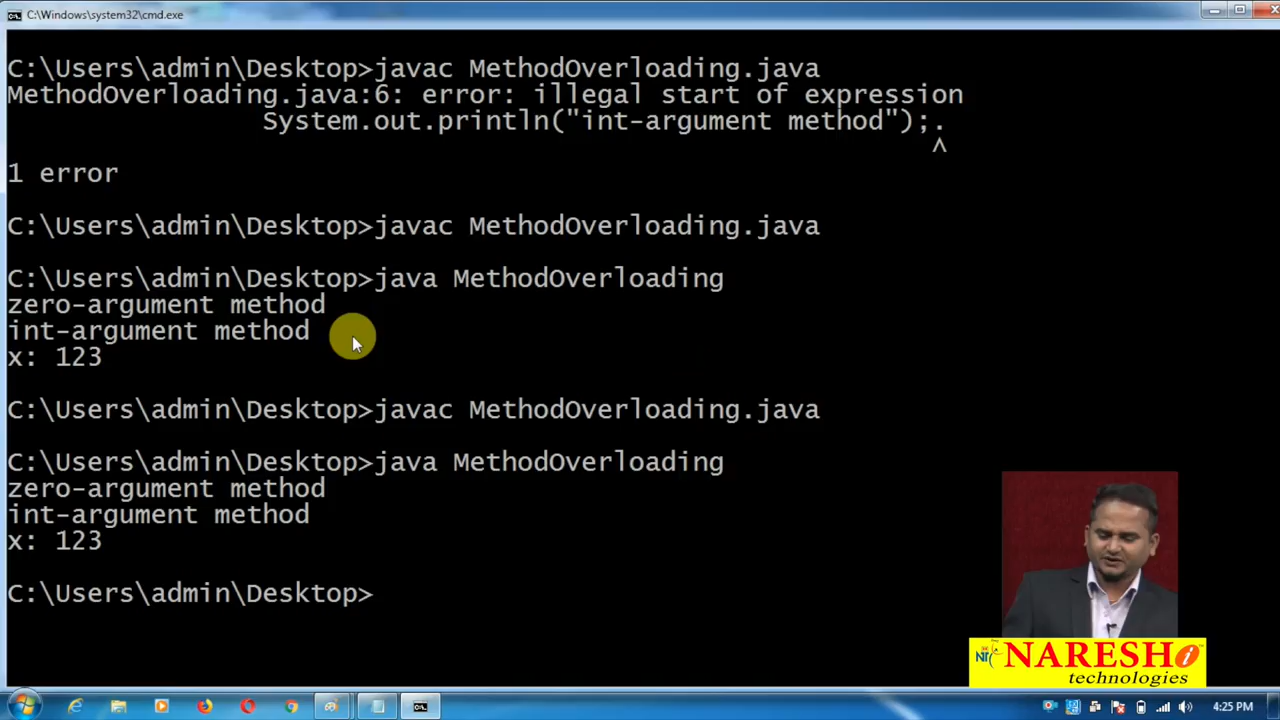 C:\Windows\system32\cmd.exe
C:\Users\admin\Desktop>javac MethodOverloading.java
MethodOverloading.java:6: error: illegal start of expression
System.out.println("int-argument method");.
^
1 error
C:\Users\admin\Desktop>javac MethodOverloading.java
C:\Users\admin\Desktop>java MethodOverloading
zero-argument method
int-argument method
x: 123
C:\Users\admin\Desktop>javac MethodOverloading.java
C:\Users\admin\Desktop>java MethodOverloading
zero-argument method
int-argument method
x: 123
C:\Users\admin\Desktop>
NT
NARESH i
technologies
4:25 PM